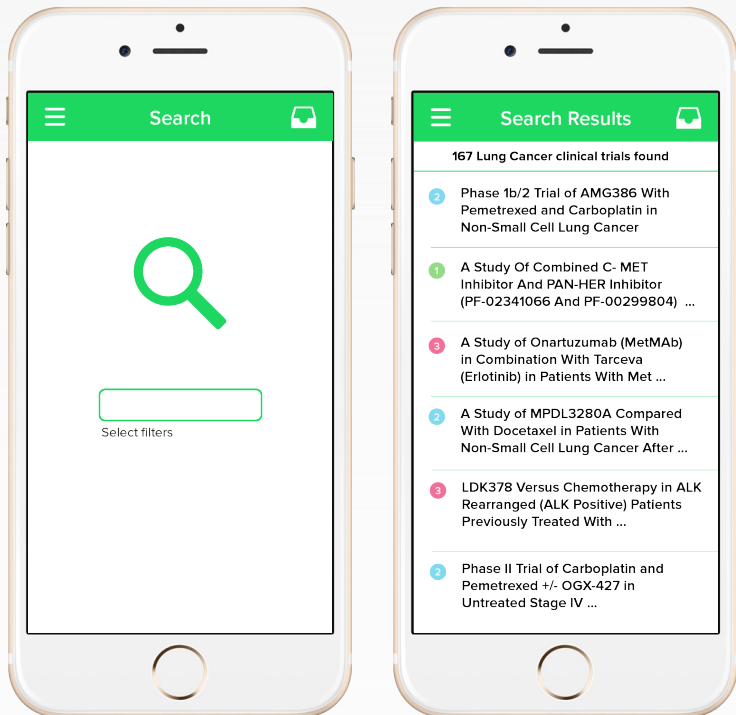 Search
Select filters
Search Results
167 Lung Cancer clinical trials found
2
Phase 1b/2 Trial of AMG386 With
Pemetrexed and Carboplatin in
Non-Small Cell Lung Cancer
1
A Study Of Combined C- MET
Inhibitor And PAN-HER Inhibitor
(PF-02341066 And PF-00299804) ...
3
A Study of Onartuzumab (MetMAb)
in Combination With Tarceva
(Erlotinib) in Patients With Met ...
2
A Study of MPDL3280A Compared
With Docetaxel in Patients With
Non-Small Cell Lung Cancer After ...
3
LDK378 Versus Chemotherapy in ALK
Rearranged (ALK Positive) Patients
Previously Treated With ...
2
Phase II Trial of Carboplatin and
Pemetrexed +/- OGX-427 in
Untreated Stage IV ...